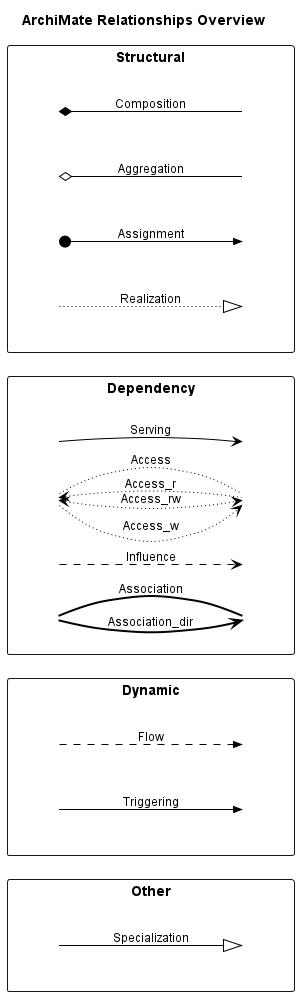 ArchiMate Relationships Overview
Structural
Composition
Aggregation
Assignment
Realization
Dependency
Serving
Access
Access_r
Access_rw
Access_w
Influence
Association
Association_dir
Dynamic
Flow
Triggering
Other
Specialization